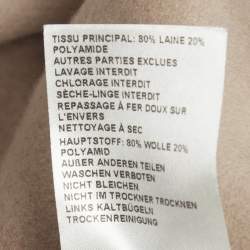 TISSU PRINCIPAL: 80% LAINE 20%
POLYAMIDE
AUTRES PARTIES EXCLUES
LAVAGE INTERDIT
CHLORAGE INTERDIT
SÈCHE-LINGE INTERDIT
REPASSAGE À FER DOUX SUR
L'ENVERS
NETTOYAGE À SEC
HAUPTSTOFF: 80% WOLLE 20%
POLYAMID
AUẞER ANDEREN TEILEN
WASCHEN VERBOTEN
NICHT BLEICHEN
NICHT IM TROCKNER TROCKNEN
LINKS KALTBÜGELN
TROCKENREINIGUNG